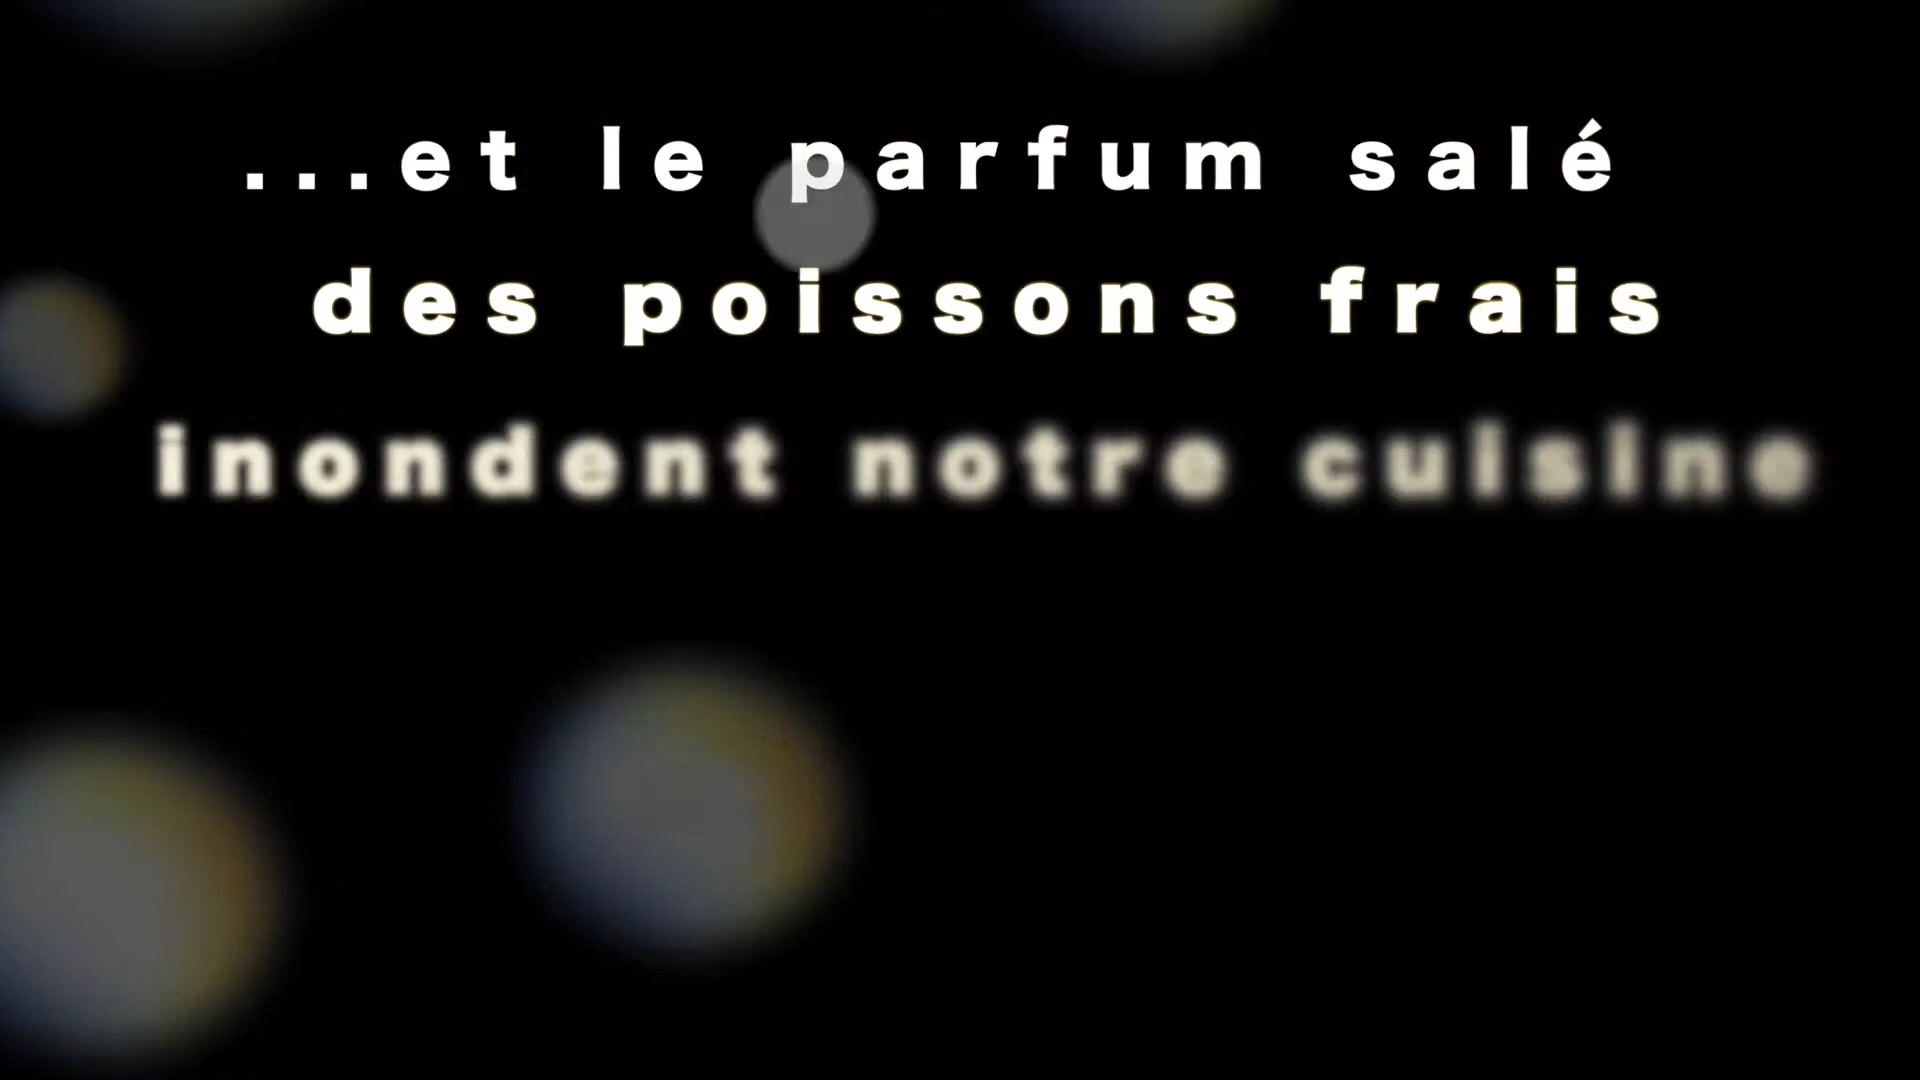 ...et le parfum salé
des poissons frais
inondent notre cuisine